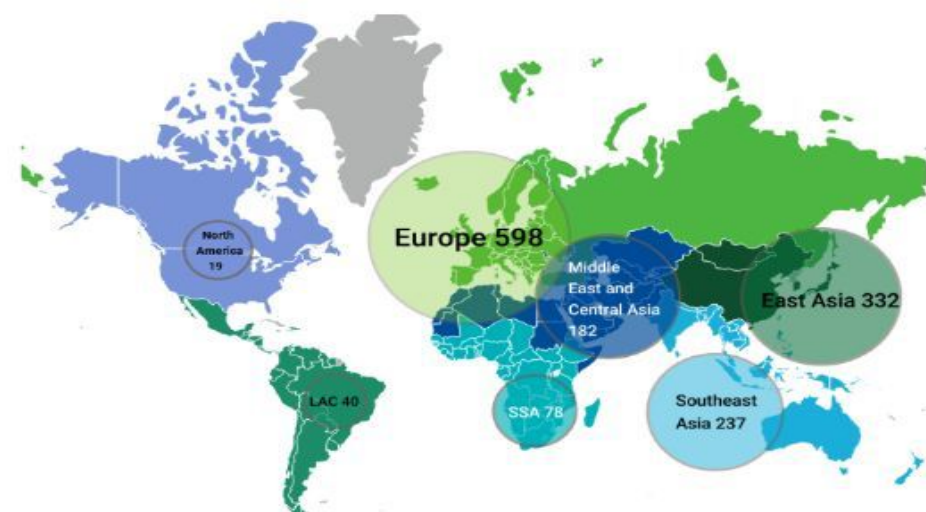 Europe 598
North
America
19
Middle
East and
Central Asia
182
East Asia 332
LAC 40
SSA 78
Southeast
Asia 237